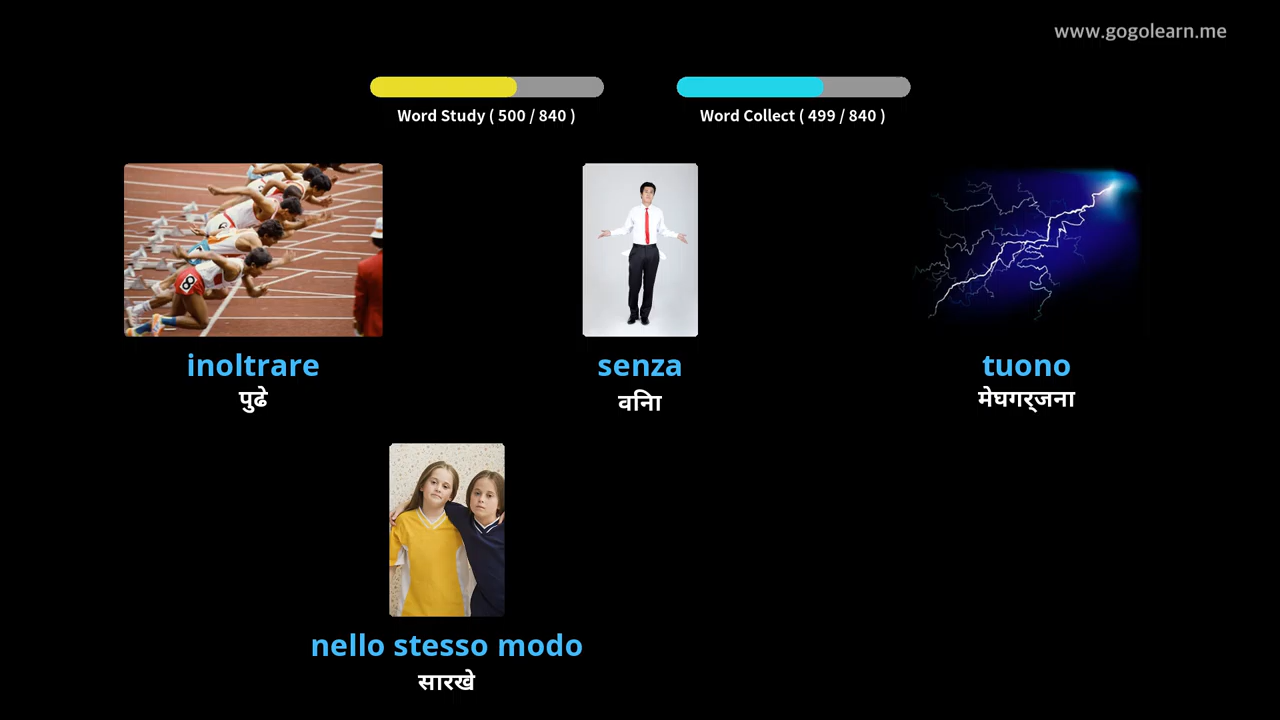 www.gogolearn.me
Word Study ( 500 / 840 )
Word Collect ( 499 / 840 )
inoltrare
पुढे
senza
वनिा
tuono
मेघगर्‌जना
nello stesso modo
सारखे